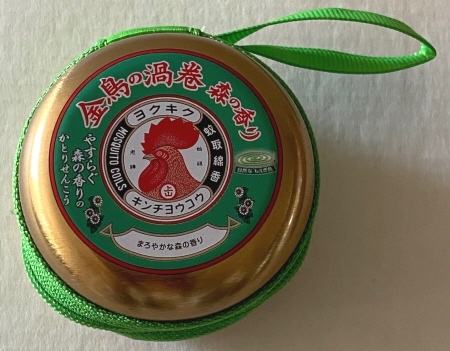 金鳥の渦巻 森の香り
ヨクキク
MOSQUITO COILS
蚊取線香
キンチヨウコウ
やすらぐ
森の香りの
かとりせんこう
まろやかな森の香り